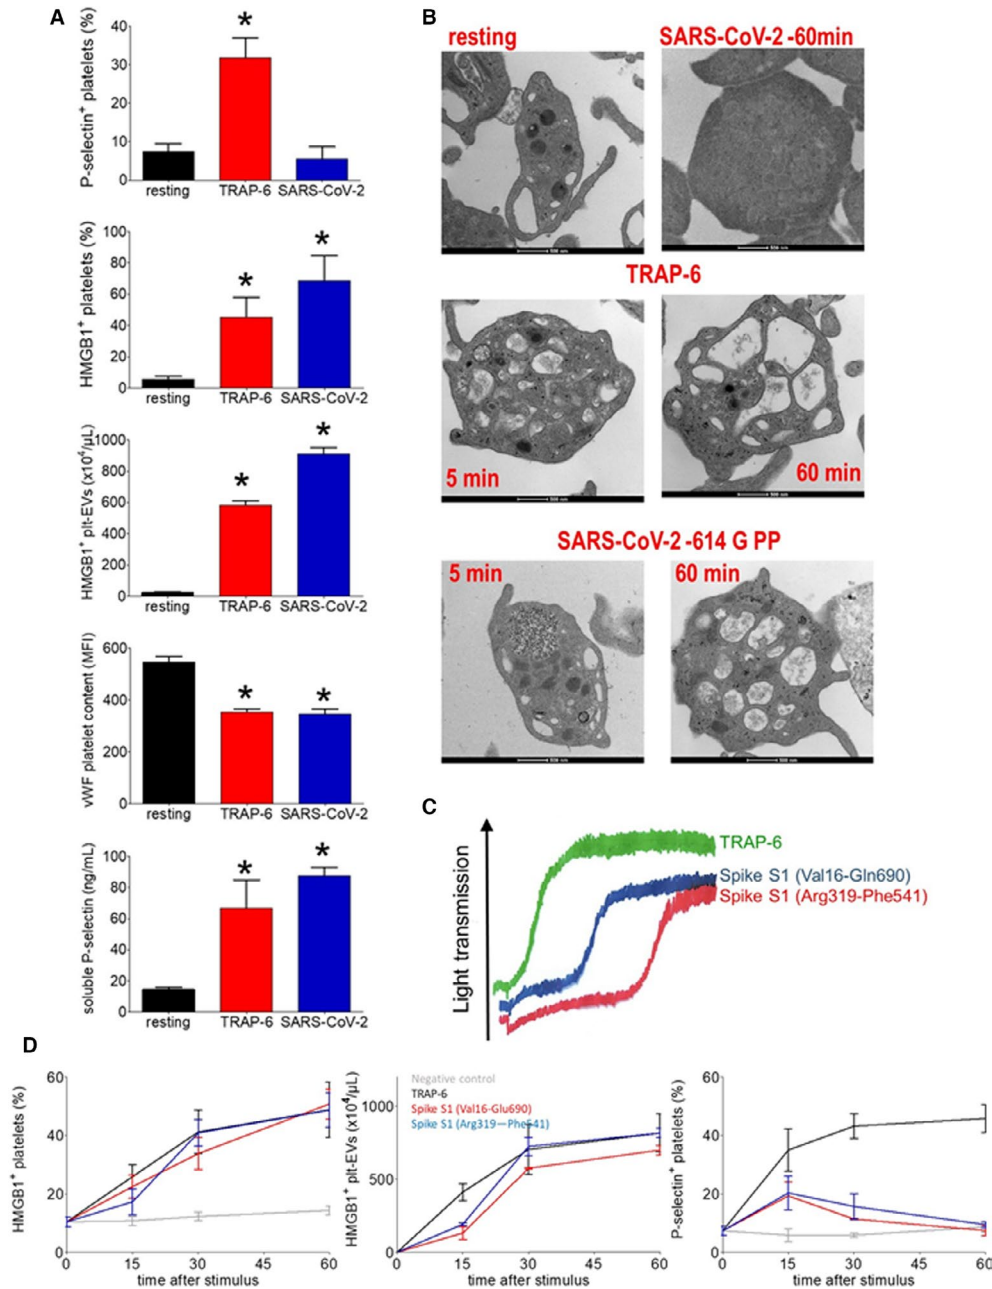 A
P-selectin⁺ platelets (%)
40
30
20
10
0
resting TRAP-6 SARS-CoV-2
*
HMGB1⁺ platelets (%)
100
80
60
40
20
0
resting TRAP-6 SARS-CoV-2
* *
HMGB1⁺ plt-EVs (x10⁴/µL)
1000
800
600
400
200
0
resting TRAP-6 SARS-CoV-2
* *
vWF platelet content (MFI)
600
400
200
0
resting TRAP-6 SARS-CoV-2
* *
soluble P-selectin (ng/mL)
100
80
60
40
20
0
resting TRAP-6 SARS-CoV-2
* *
B
resting
SARS-CoV-2 -60min
TRAP-6
5 min
60 min
SARS-CoV-2 -614 G PP
5 min
60 min
C
Light transmission
TRAP-6
Spike S1 (Val16-Gln690)
Spike S1 (Arg319-Phe541)
D
HMGB1⁺ platelets (%)
60
40
20
0
0 15 30 45 60
time after stimulus
HMGB1⁺ plt-EVs (x10⁴/µL)
1000
500
0
Negative control
TRAP-6
Spike S1 (Val16-Glu690)
Spike S1 (Arg319—Phe541)
0 15 30 45 60
time after stimulus
P-selectin⁺ platelets (%)
60
40
20
0
0 15 30 45 60
time after stimulus